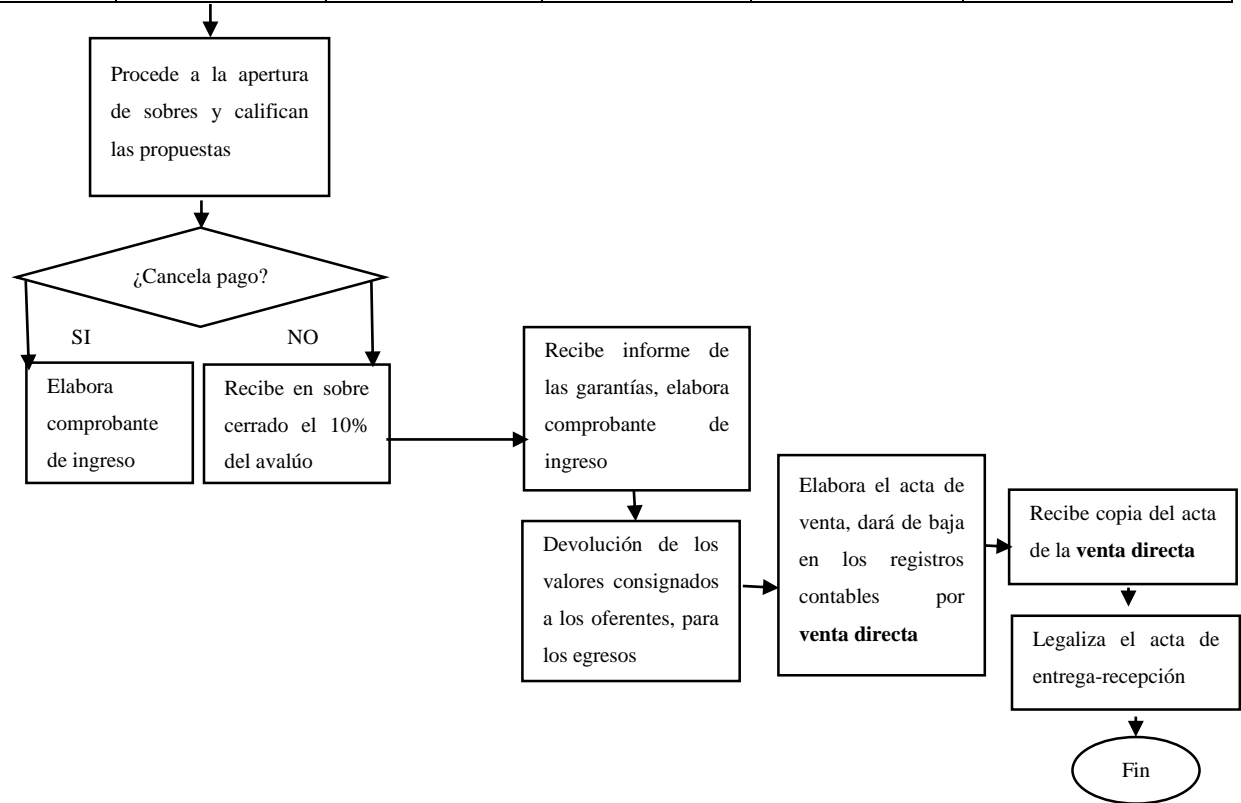 Procede a la apertura
de sobres y califican
las propuestas
¿Cancela pago?
SI
NO
Elabora
comprobante
de ingreso
Recibe en sobre
cerrado el 10%
del avalúo
Recibe informe de
las garantías, elabora
comprobante de
ingreso
Devolución de los
valores consignados
a los oferentes, para
los egresos
Elabora el acta de
venta, dará de baja
en los registros
contables por
venta directa
Recibe copia del acta
de la venta directa
Legaliza el acta de
entrega-recepción
Fin